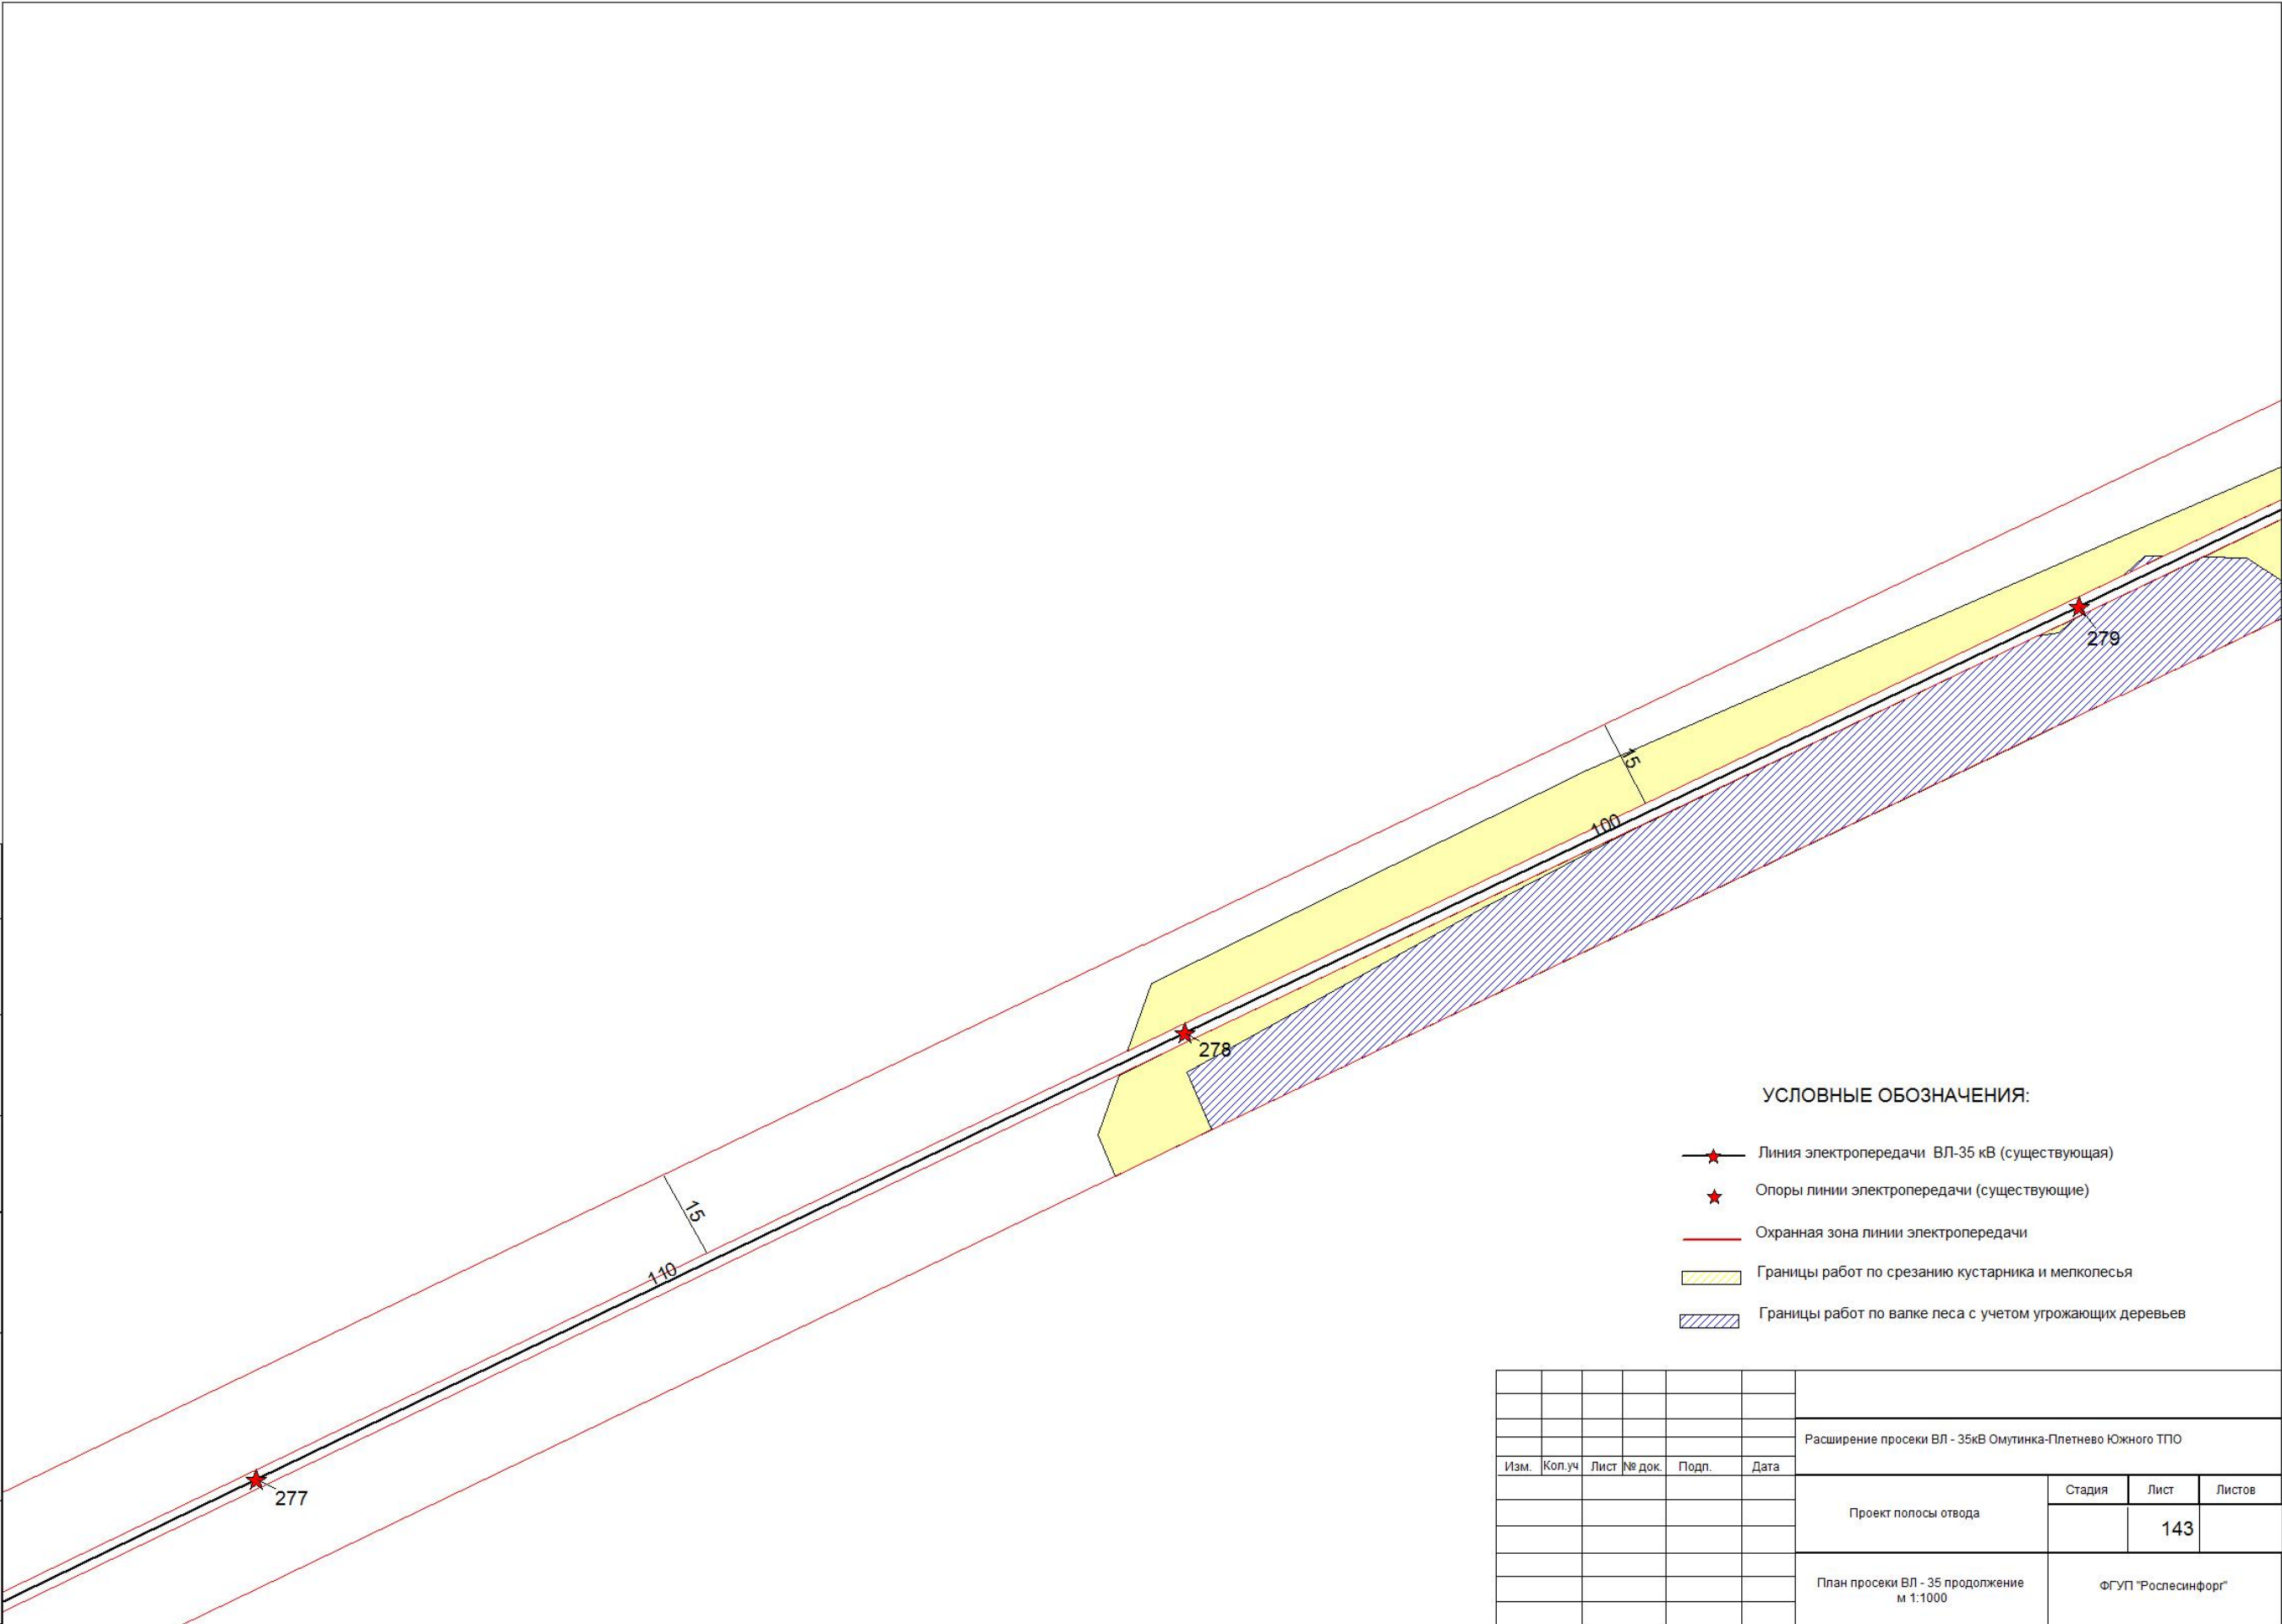 279
15
100
278
15
110
277
УСЛОВНЫЕ ОБОЗНАЧЕНИЯ:
Линия электропередачи ВЛ-35 кВ (существующая)
Опоры линии электропередачи (существующие)
Охранная зона линии электропередачи
Границы работ по срезанию кустарника и мелколесья
Границы работ по валке леса с учетом угрожающих деревьев
Расширение просеки ВЛ - 35кВ Омутинка-Плетнево Южного ТПО
Изм. Кол.уч Лист № док. Подп. Дата
Проект полосы отвода
Стадия Лист Листов
143
План просеки ВЛ - 35 продолжение
м 1:1000
ФГУП "Рослесинфорг"